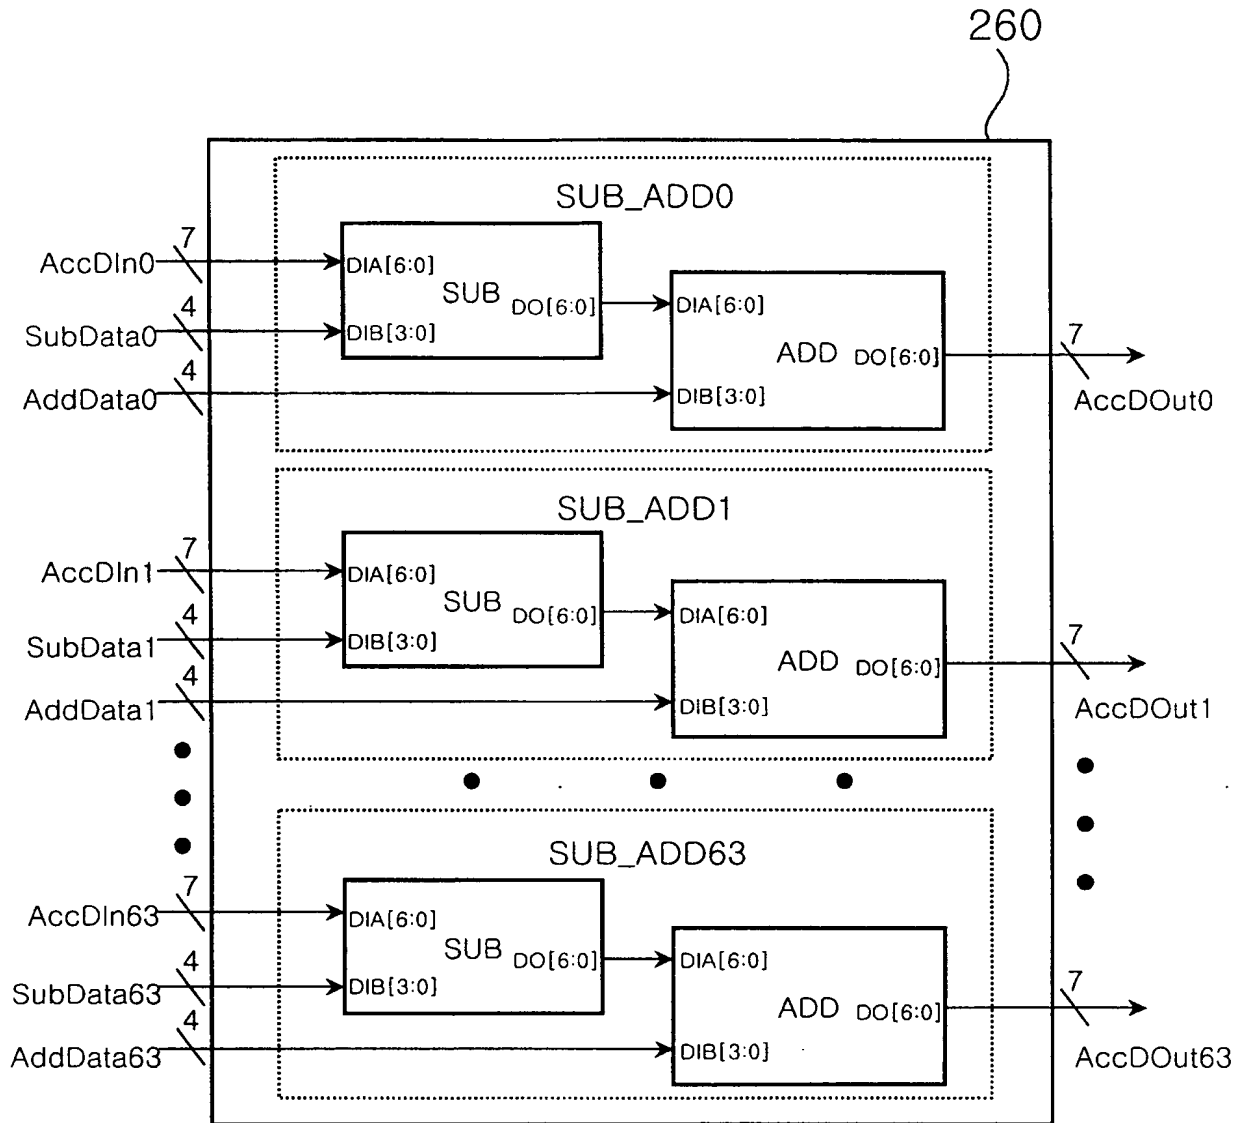 260
SUB_ADD0
7
AccDIn0
DIA[6:0]
SUB
DO[6:0]
DIA[6:0]
4
SubData0
DIB[3:0]
ADD
DO[6:0]
7
4
AddData0
DIB[3:0]
AccDOut0
SUB_ADD1
7
AccDIn1
DIA[6:0]
SUB
DO[6:0]
DIA[6:0]
4
SubData1
DIB[3:0]
ADD
DO[6:0]
7
4
AddData1
DIB[3:0]
AccDOut1
SUB_ADD63
7
AccDIn63
DIA[6:0]
SUB
DO[6:0]
DIA[6:0]
4
SubData63
DIB[3:0]
ADD
DO[6:0]
7
4
AddData63
DIB[3:0]
AccDOut63